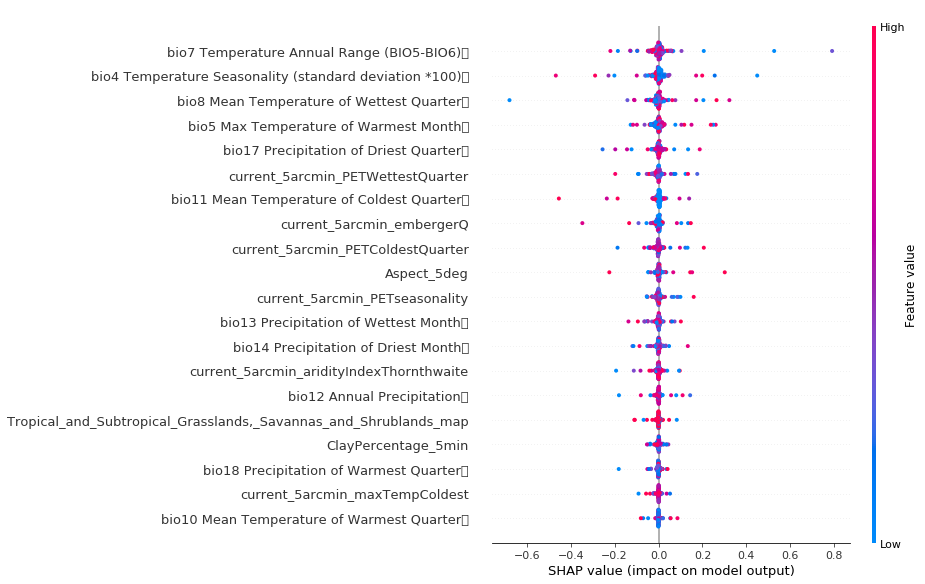 High
bio7 Temperature Annual Range (BIO5-BIO6)
bio4 Temperature Seasonality (standard deviation *100)
bio8 Mean Temperature of Wettest Quarter
bio5 Max Temperature of Warmest Month
bio17 Precipitation of Driest Quarter
current_5arcmin_PETWettestQuarter
bio11 Mean Temperature of Coldest Quarter
current_5arcmin_embergerQ
current_5arcmin_PETColdestQuarter
Aspect_5deg
current_5arcmin_PETseasonality
bio13 Precipitation of Wettest Month
bio14 Precipitation of Driest Month
current_5arcmin_aridityIndexThornthwaite
bio12 Annual Precipitation
Tropical_and_Subtropical_Grasslands,_Savannas_and_Shrublands_map
ClayPercentage_5min
bio18 Precipitation of Warmest Quarter
current_5arcmin_maxTempColdest
bio10 Mean Temperature of Warmest Quarter
Feature value
Low
−0.6 −0.4 −0.2 0.0 0.2 0.4 0.6 0.8
SHAP value (impact on model output)